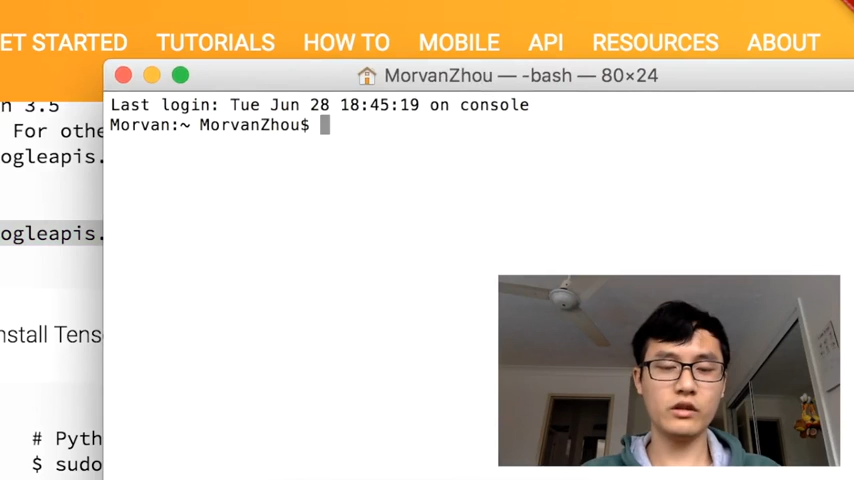 ET STARTED TUTORIALS HOW TO MOBILE API RESOURCES ABOUT
MorvanZhou — -bash — 80×24
n 3.5
Last login: Tue Jun 28 18:45:19 on console
For othe
Morvan:~ MorvanZhou$
ogleapis.
ogleapis.
nstall Tens
# Pyth
$ sudo